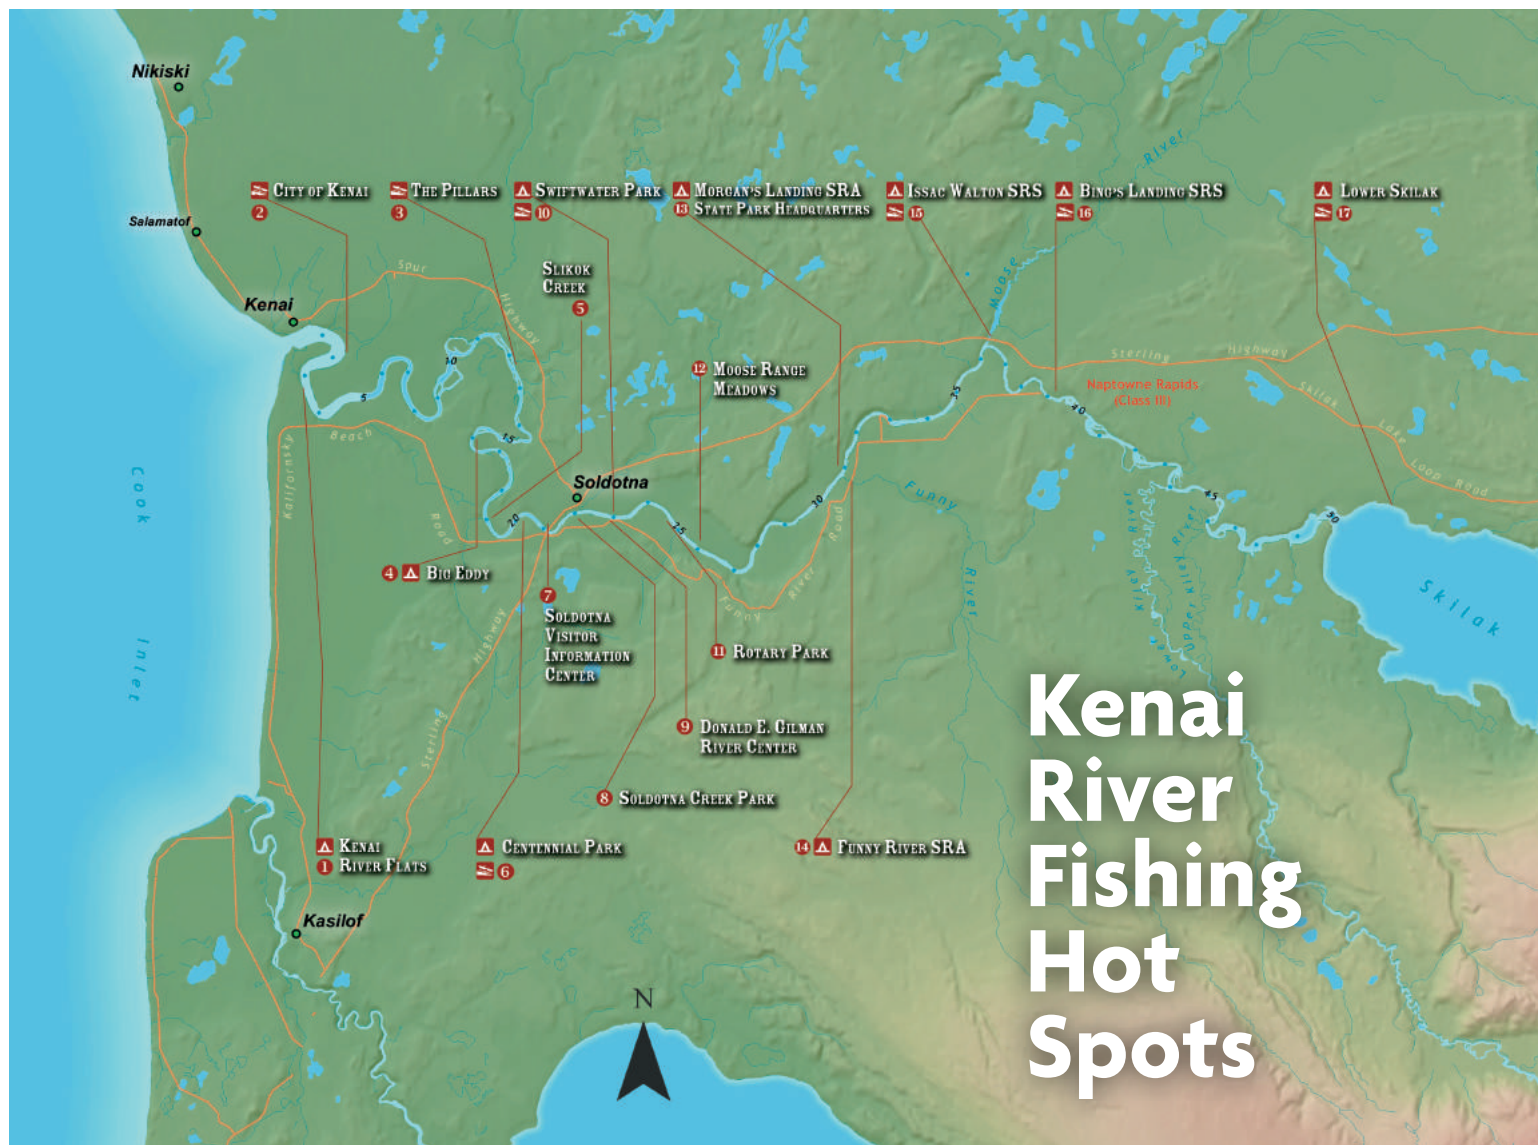 Nikiski
Salamatof
Kenai
City of Kenai
2
The Pillars
3
Swiftwater Park
10
Morgan's Landing SRA
13 State Park Headquarters
Issac Walton SRS
15
Bing's Landing SRS
16
Lower Skilak
17
River
Moose
Spur
Highway
Slikok
Creek
5
12 Moose Range
Meadows
Sterling Highway
Naptowne Rapids
(Class III)
Skilak Lake Loop Road
5
10
15
20
25
30
35
40
45
50
Kalifornsky
Beach
Road
Soldotna
Funny
River
Funny River Road
Lower Killey River
Upper Killey River
Skilak
Cook
Inlet
4 Big Eddy
7
Soldotna
Visitor
Information
Center
11 Rotary Park
9 Donald E. Gilman
River Center
8 Soldotna Creek Park
Sterling Highway
Kenai
1 River Flats
Centennial Park
6
14 Funny River SRA
Kasilof
N
Kenai
River
Fishing
Hot
Spots